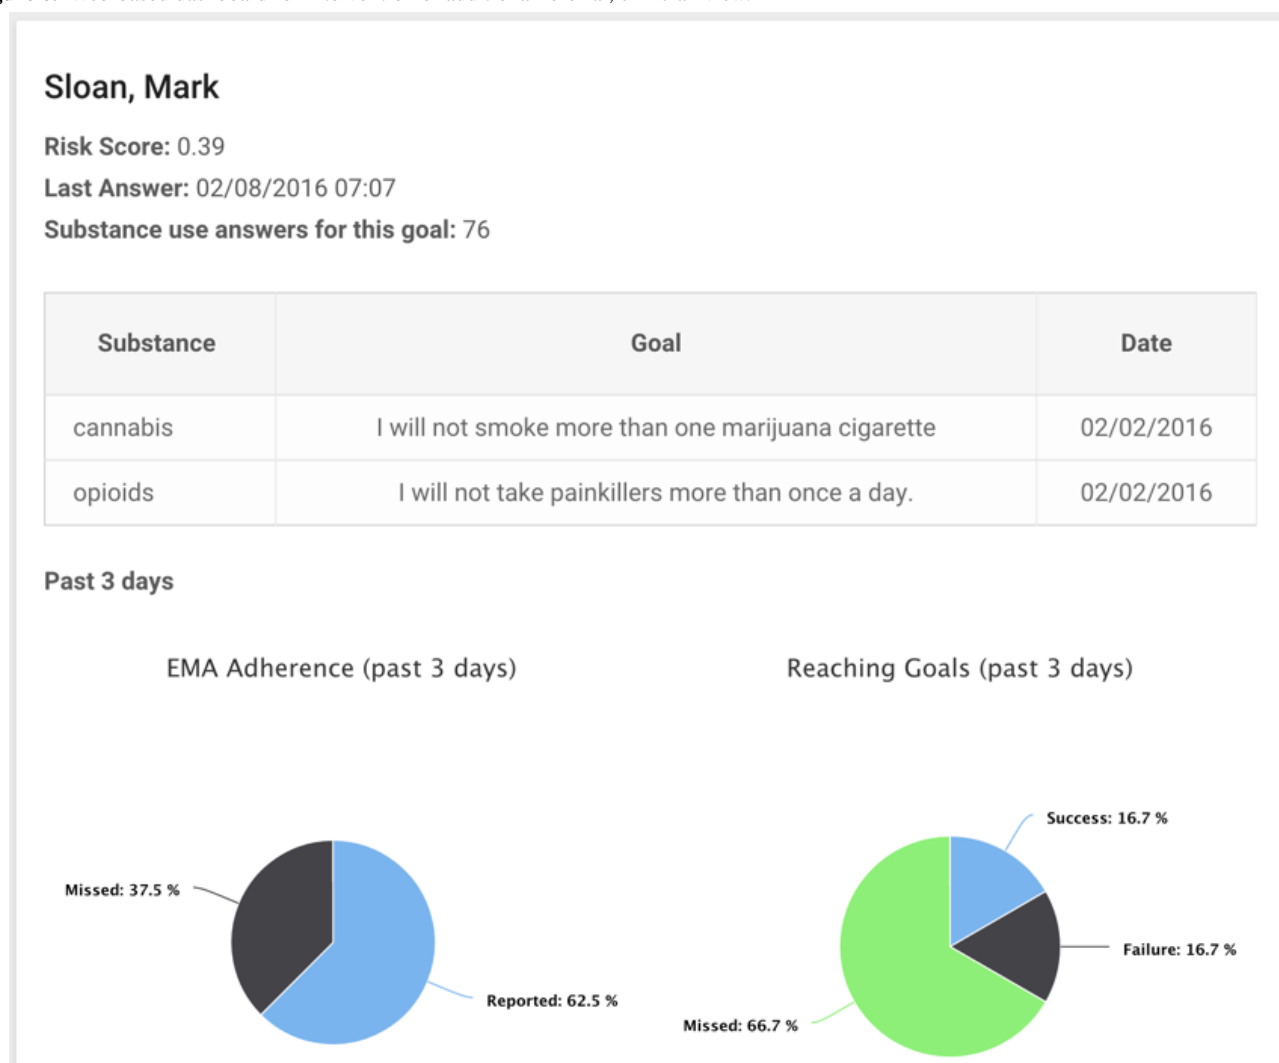 Sloan, Mark
Risk Score: 0.39
Last Answer: 02/08/2016 07:07
Substance use answers for this goal: 76
Substance Goal Date
cannabis I will not smoke more than one marijuana cigarette 02/02/2016
opioids I will not take painkillers more than once a day. 02/02/2016
Past 3 days
EMA Adherence (past 3 days)
Missed: 37.5 %
Reported: 62.5 %
Reaching Goals (past 3 days)
Success: 16.7 %
Failure: 16.7 %
Missed: 66.7 %